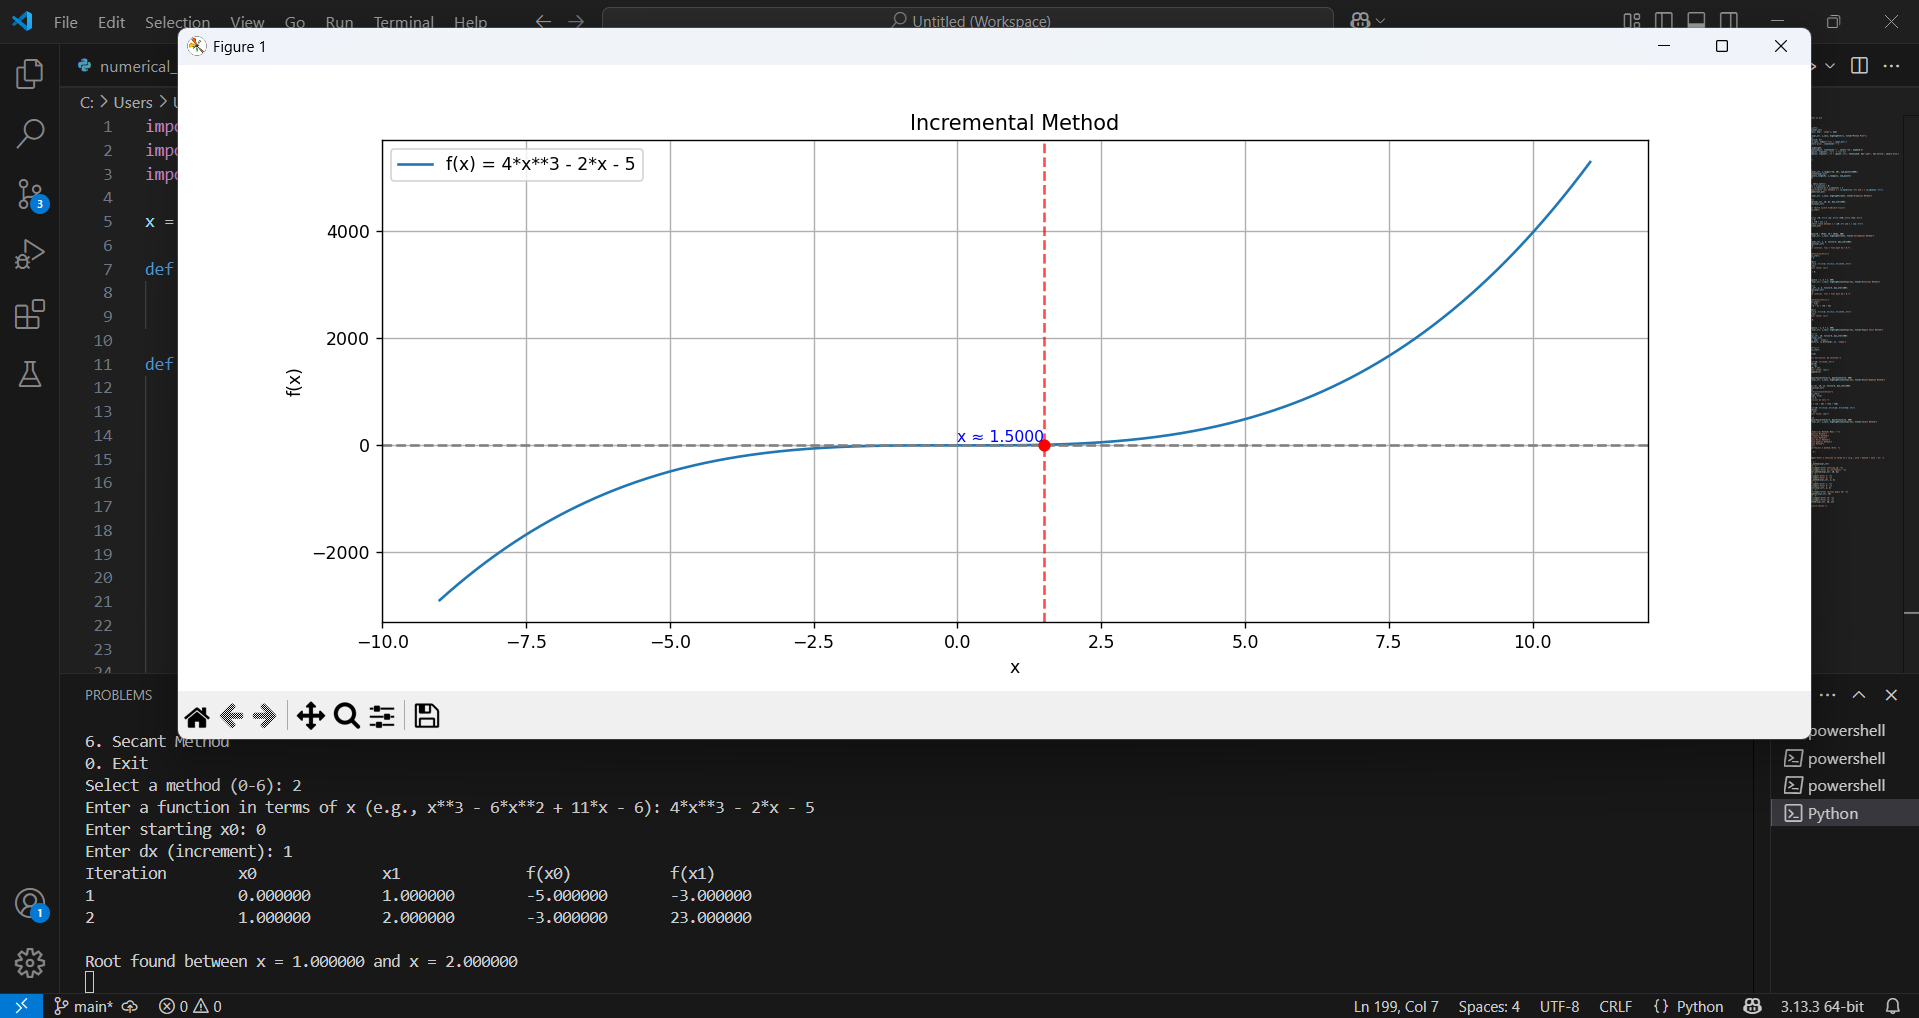 File Edit Selection View Go Run Terminal Help Untitled (Workspace)
Figure 1
numerical_
C: > Users >
1 impo
2 impo
3 impo
4
5 x =
6
7 def
8
9
10
11 def
12
13
14
15
16
17
18
19
20
21
22
23
24
Incremental Method
f(x) = 4*x**3 - 2*x - 5
4000
2000
0
−2000
f(x)
x ≈ 1.5000
−10.0 −7.5 −5.0 −2.5 0.0 2.5 5.0 7.5 10.0
x
3
PROBLEMS
6. Secant Method
0. Exit
Select a method (0-6): 2
Enter a function in terms of x (e.g., x**3 - 6*x**2 + 11*x - 6): 4*x**3 - 2*x - 5
Enter starting x0: 0
Enter dx (increment): 1
Iteration x0 x1 f(x0) f(x1)
1 0.000000 1.000000 -5.000000 -3.000000
2 1.000000 2.000000 -3.000000 23.000000
Root found between x = 1.000000 and x = 2.000000
powershell
powershell
powershell
Python
1
main* 0 0 Ln 199, Col 7 Spaces: 4 UTF-8 CRLF {} Python 3.13.3 64-bit